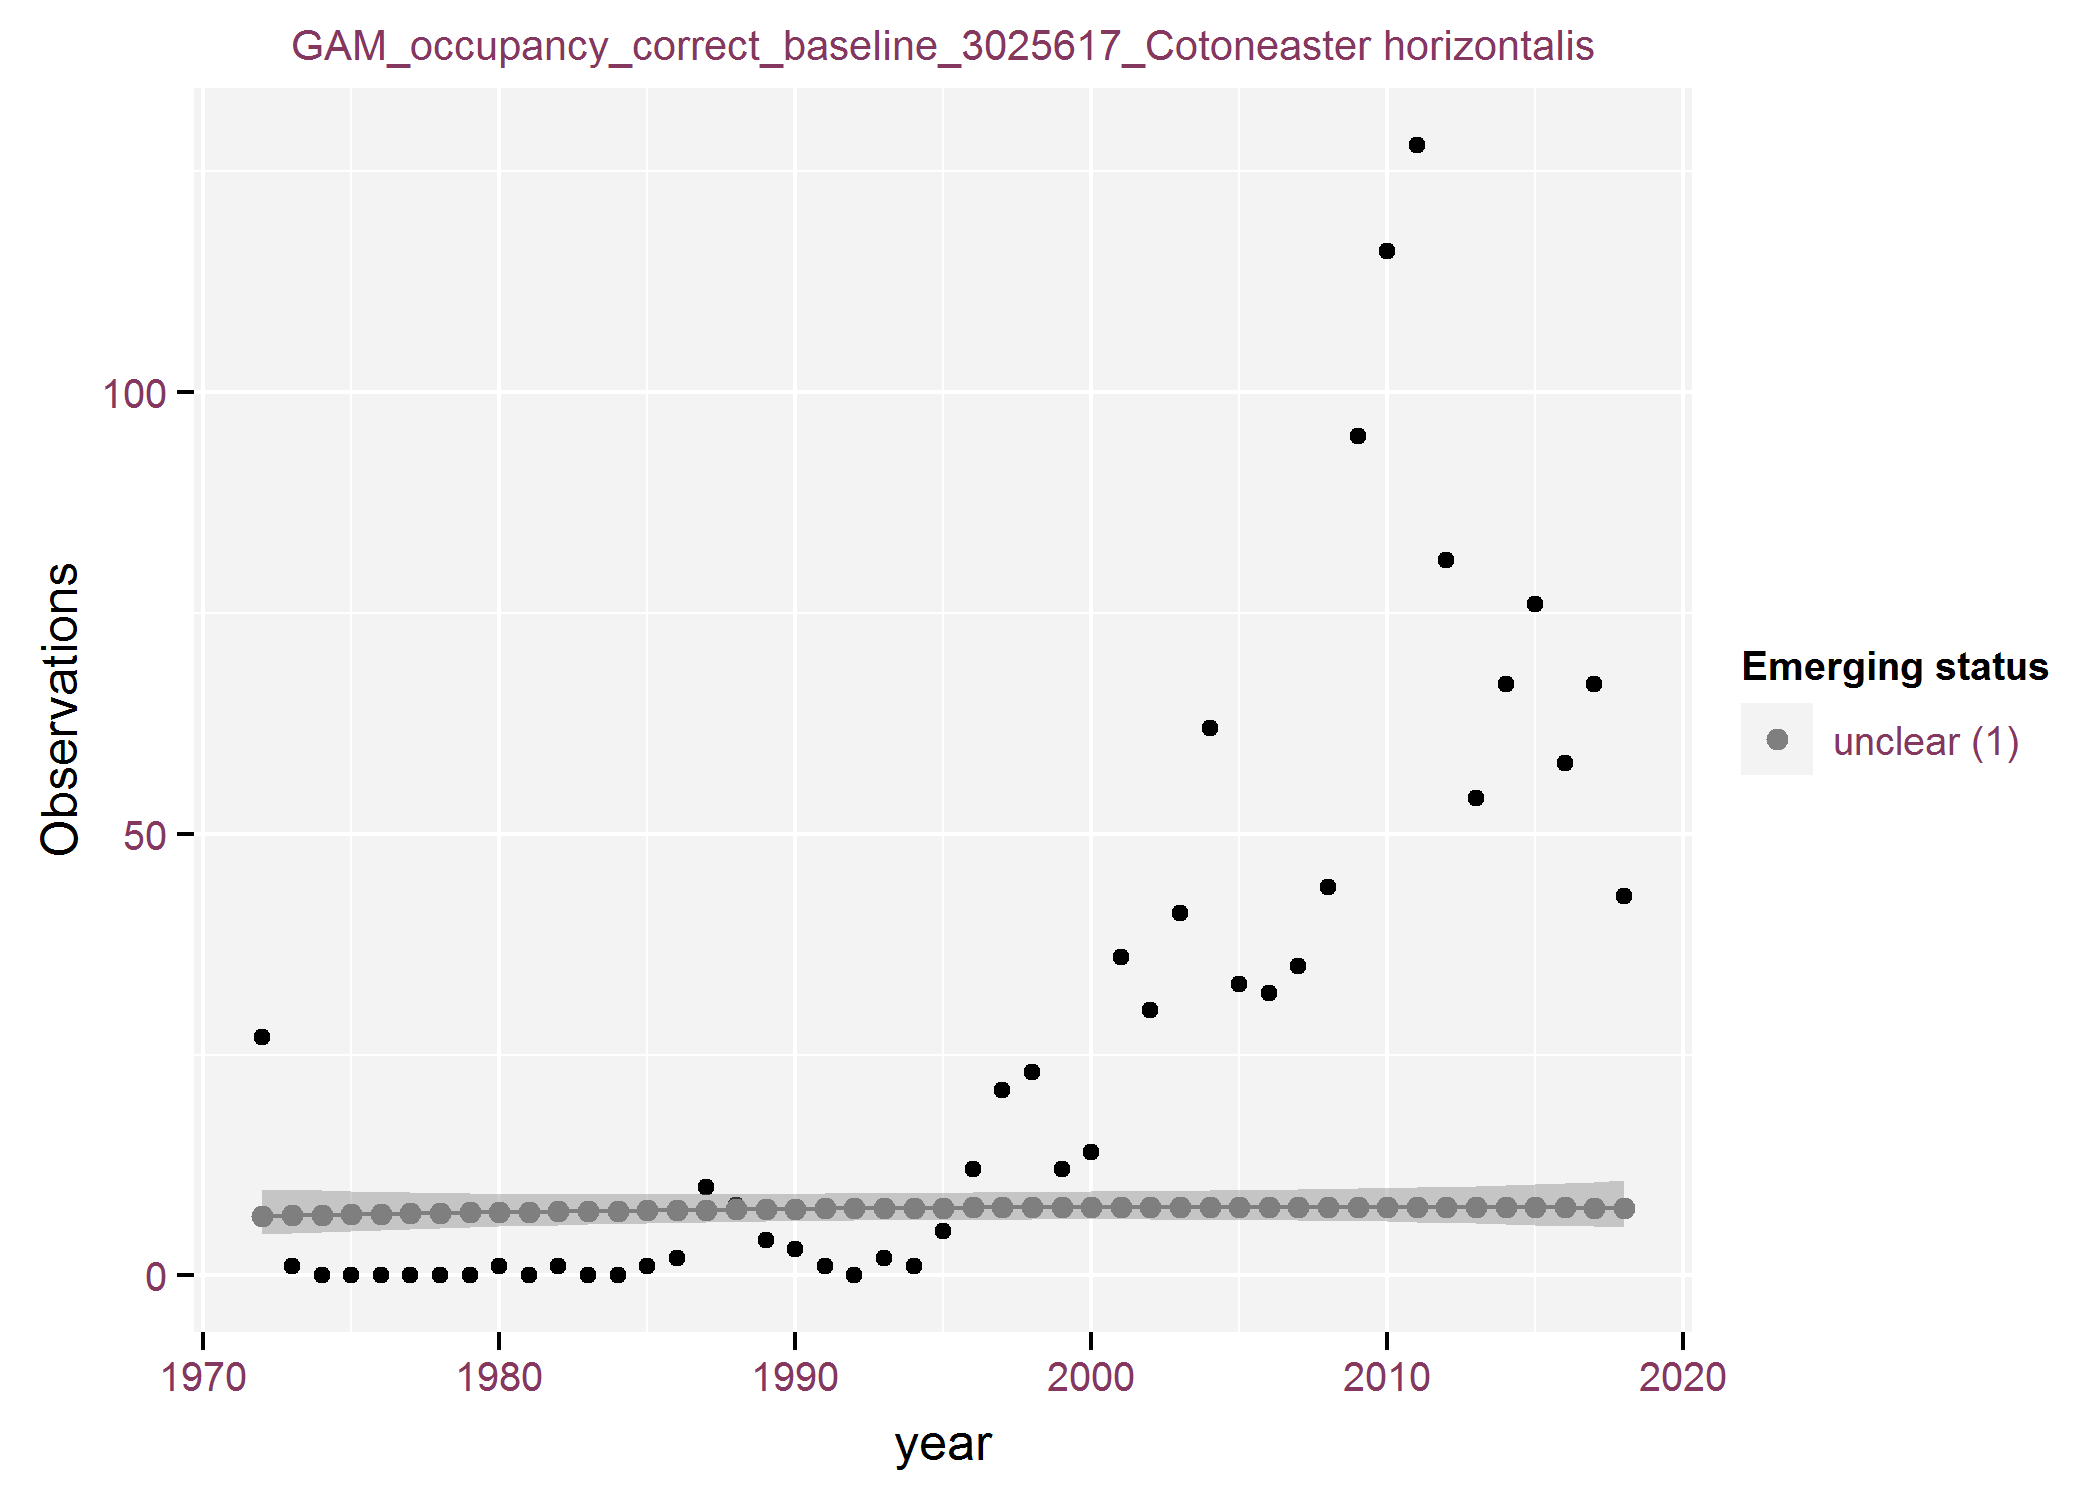 GAM_occupancy_correct_baseline_3025617_Cotoneaster horizontalis
Observations
100
50
0
1970
1980
1990
2000
2010
2020
year
Emerging status
unclear (1)